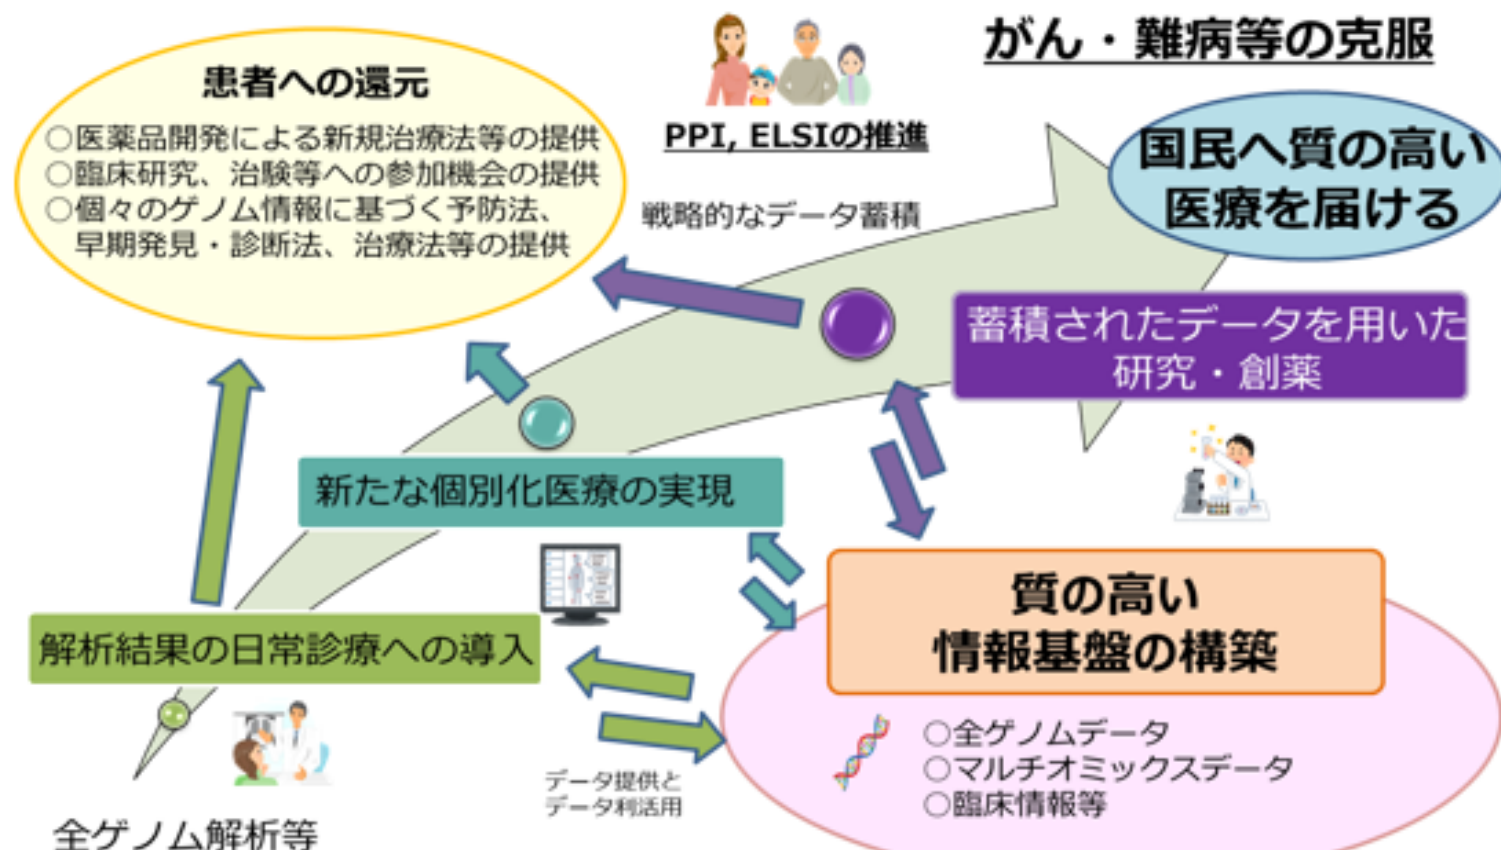 がん・難病等の克服
患者への還元
○医薬品開発による新規治療法等の提供
○臨床研究、治験等への参加機会の提供
○個々のゲノム情報に基づく予防法、
早期発見・診断法、治療法等の提供
PPI, ELSIの推進
戦略的なデータ蓄積
国民へ質の高い
医療を届ける
蓄積されたデータを用いた
研究・創薬
新たな個別化医療の実現
解析結果の日常診療への導入
質の高い
情報基盤の構築
○全ゲノムデータ
○マルチオミックスデータ
○臨床情報等
データ提供と
データ利活用
全ゲノム解析等